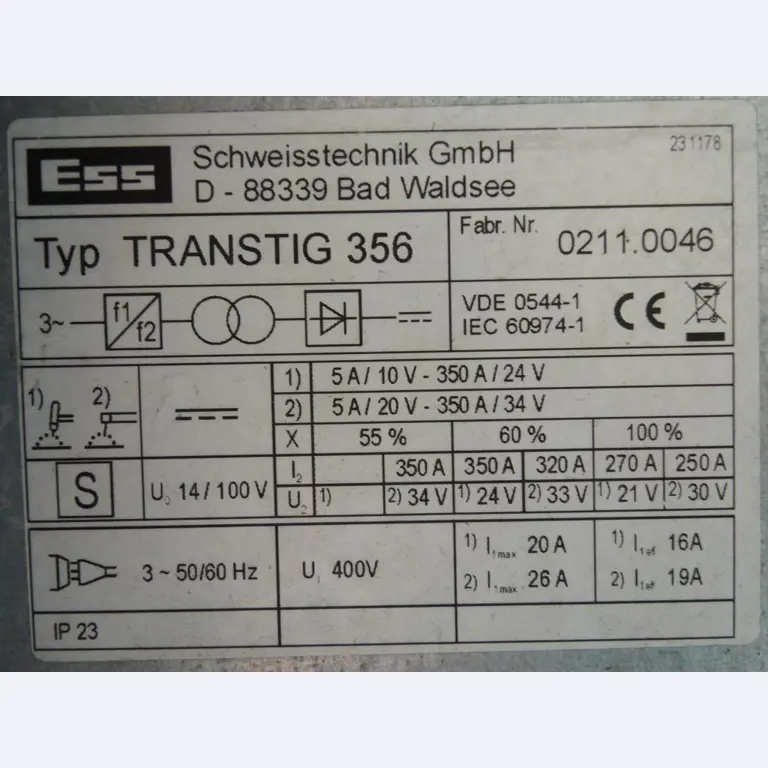 ESS
Schweisstechnik GmbH
D - 88339 Bad Waldsee
231178
Typ TRANSTIG 356
Fabr. Nr. 0211.0046
3~ f1 f2
VDE 0544-1
IEC 60974-1
CE
1) 2)
1) 5 A / 10 V - 350 A / 24 V
2) 5 A / 20 V - 350 A / 34 V
X 55 % 60 % 100 %
I₂ 350 A 350 A 320 A 270 A 250 A
S U₀ 14 / 100 V U₂ 1) 2) 34 V 1) 24 V 2) 33 V 1) 21 V 2) 30 V
3 ~ 50/60 Hz U₁ 400V
1) I₁max 20 A 1) I₁eff 16A
2) I₁max 26 A 2) I₁eff 19A
IP 23